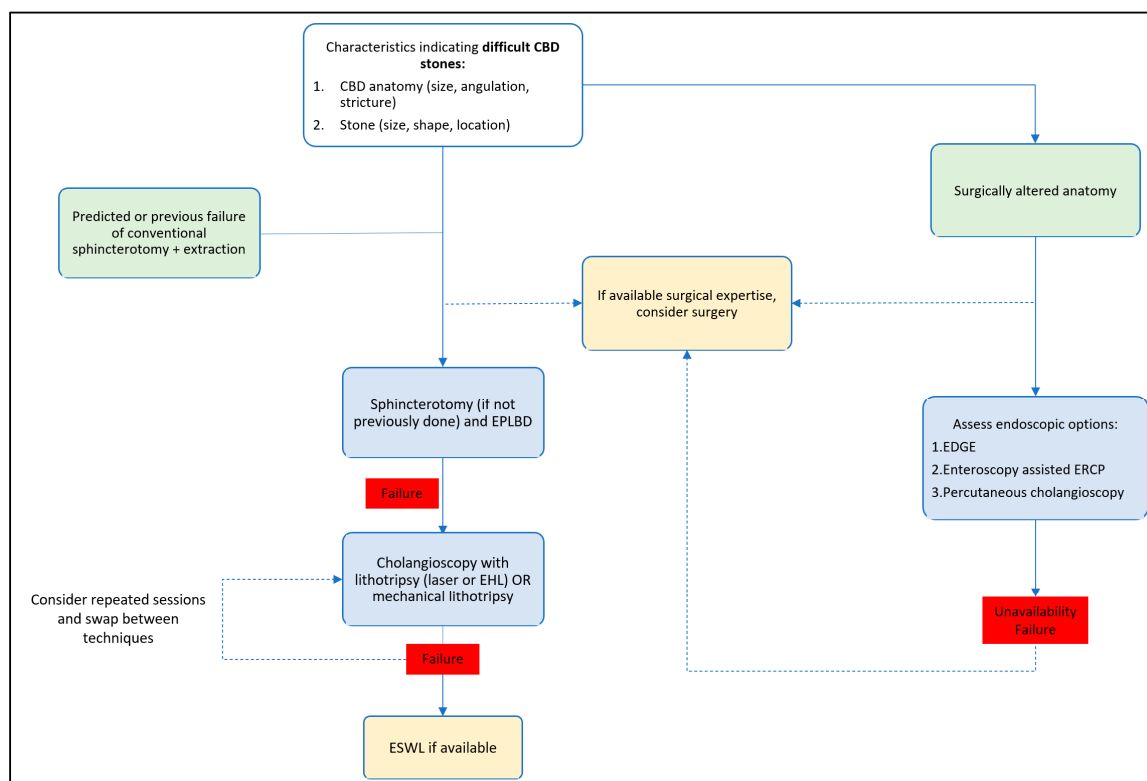 Characteristics indicating difficult CBD
stones:
1. CBD anatomy (size, angulation,
stricture)
2. Stone (size, shape, location)
Surgically altered anatomy
Predicted or previous failure
of conventional
sphincterotomy + extraction
If available surgical expertise,
consider surgery
Sphincterotomy (if not
previously done) and EPLBD
Assess endoscopic options:
1.EDGE
2.Enteroscopy assisted ERCP
3.Percutaneous cholangioscopy
Failure
Cholangioscopy with
lithotripsy (laser or EHL) OR
mechanical lithotripsy
Consider repeated sessions
and swap between
techniques
Unavailability
Failure
Failure
ESWL if available